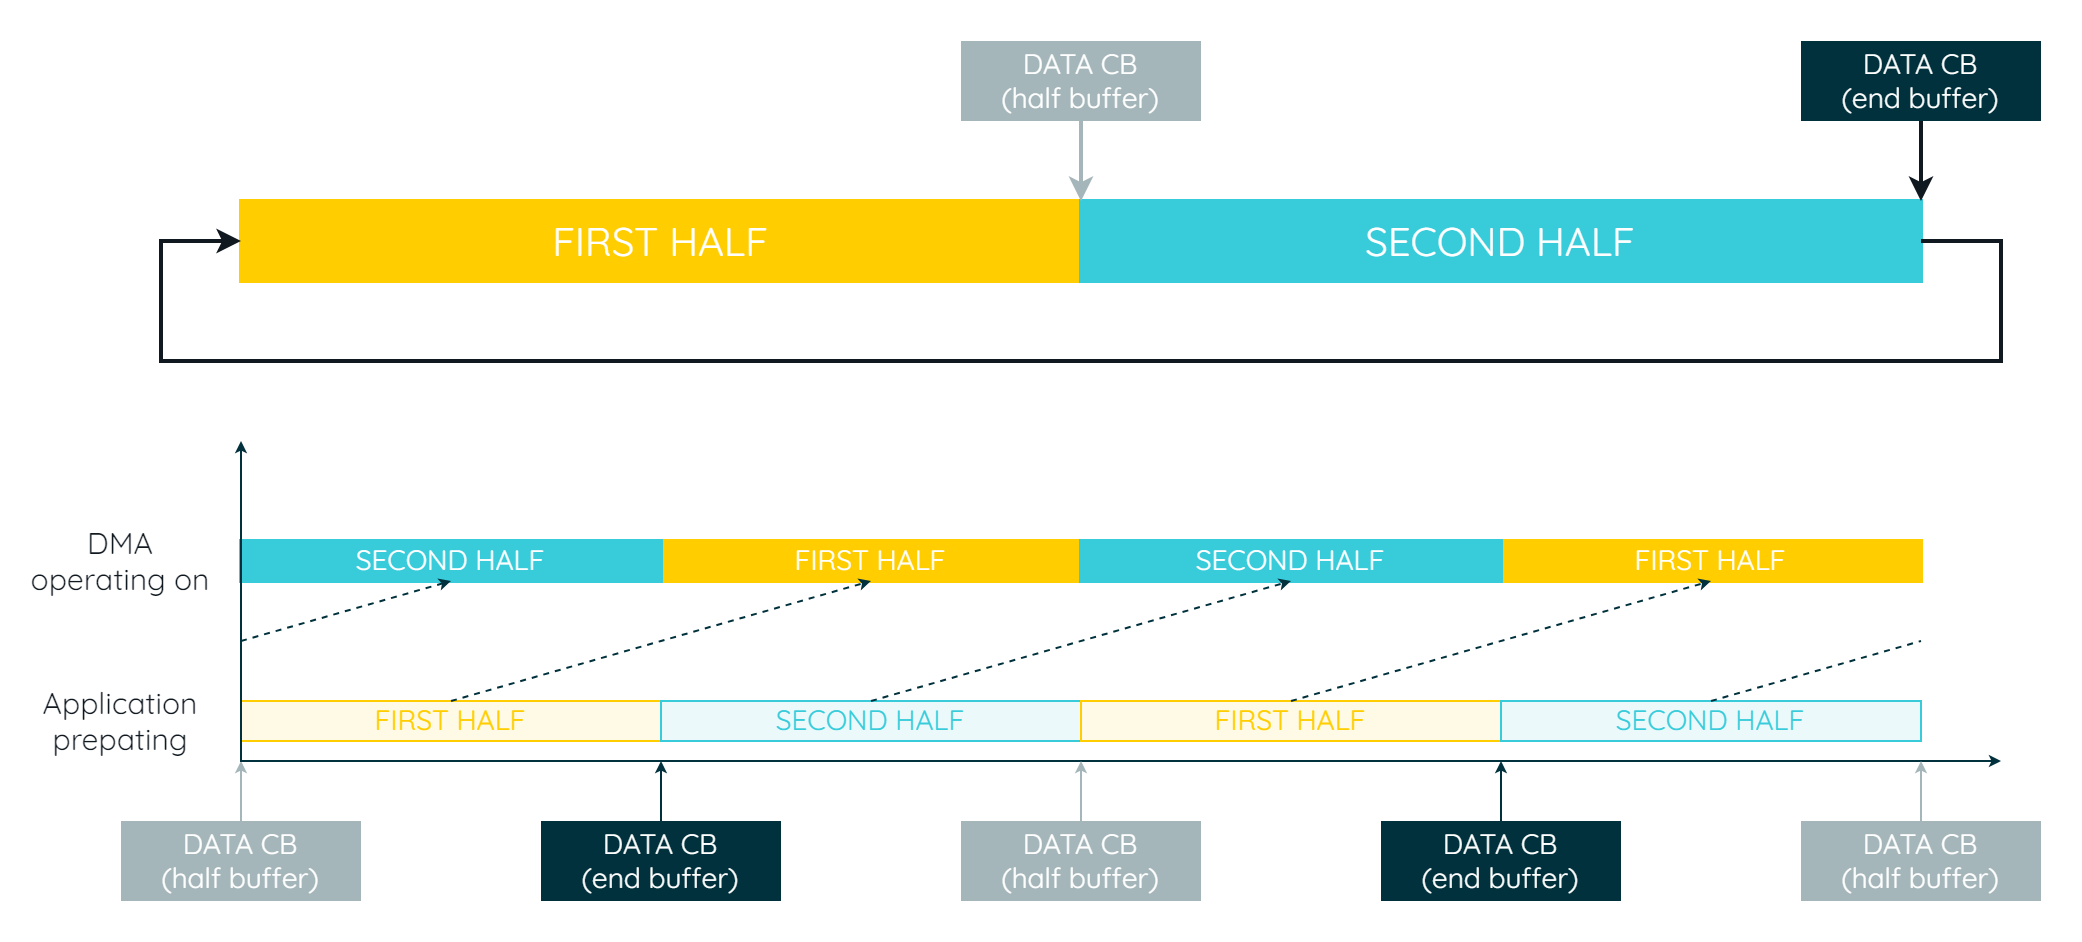 DATA CB
(half buffer)
DATA CB
(end buffer)
FIRST HALF
SECOND HALF
DMA
operating on
SECOND HALF
FIRST HALF
SECOND HALF
FIRST HALF
Application
prepating
FIRST HALF
SECOND HALF
FIRST HALF
SECOND HALF
DATA CB
(half buffer)
DATA CB
(end buffer)
DATA CB
(half buffer)
DATA CB
(end buffer)
DATA CB
(half buffer)